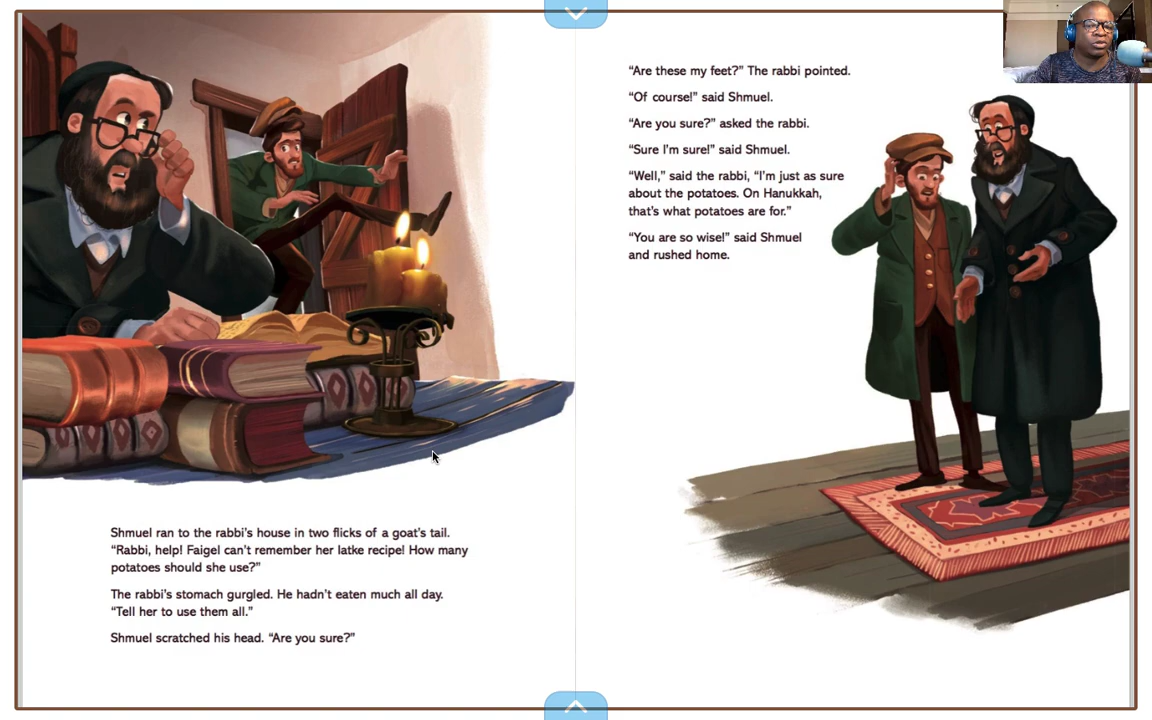 Shmuel ran to the rabbi's house in two flicks of a goat's tail.
“Rabbi, help! Faigel can't remember her latke recipe! How many
potatoes should she use?”
The rabbi's stomach gurgled. He hadn't eaten much all day.
“Tell her to use them all.”
Shmuel scratched his head. “Are you sure?”
“Are these my feet?” The rabbi pointed.
“Of course!” said Shmuel.
“Are you sure?” asked the rabbi.
“Sure I'm sure!” said Shmuel.
“Well,” said the rabbi, “I'm just as sure
about the potatoes. On Hanukkah,
that's what potatoes are for.”
“You are so wise!” said Shmuel
and rushed home.